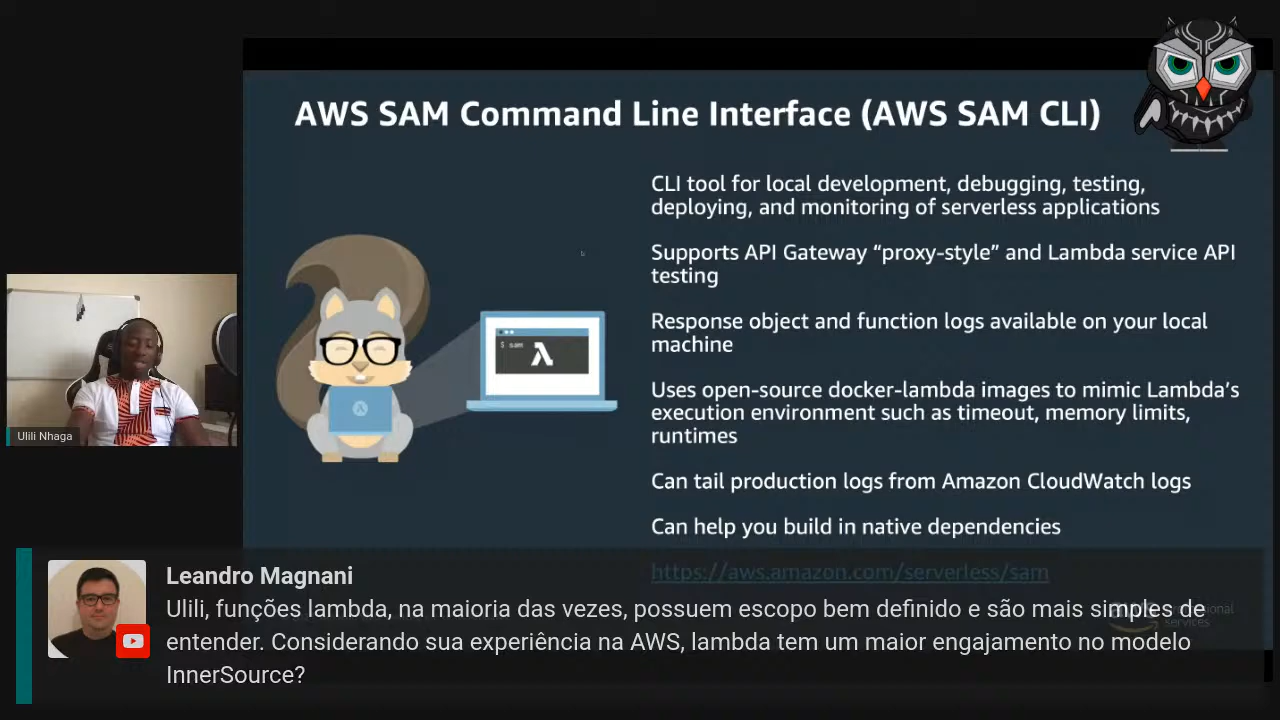 AWS SAM Command Line Interface (AWS SAM CLI)
CLI tool for local development, debugging, testing,
deploying, and monitoring of serverless applications
Supports API Gateway “proxy-style” and Lambda service API
testing
Response object and function logs available on your local
machine
Uses open-source docker-lambda images to mimic Lambda’s
execution environment such as timeout, memory limits,
runtimes
Can tail production logs from Amazon CloudWatch logs
Can help you build in native dependencies
https://aws.amazon.com/serverless/sam
$ sam
λ
Ulili Nhaga
Leandro Magnani
Ulili, funções lambda, na maioria das vezes, possuem escopo bem definido e são mais simples de
entender. Considerando sua experiência na AWS, lambda tem um maior engajamento no modelo
InnerSource?